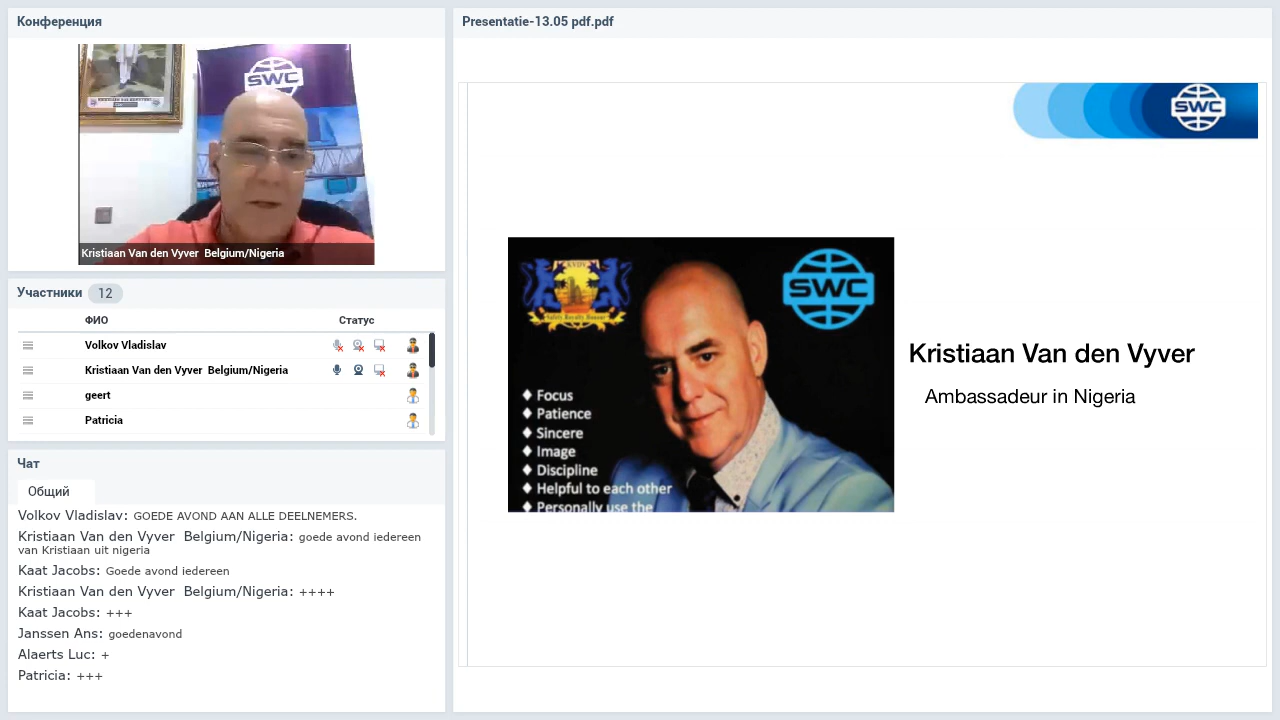 Конференция
SWC
Kristiaan Van den Vyver Belgium/Nigeria
Участники 12
ФИО Статус
Volkov Vladislav
Kristiaan Van den Vyver Belgium/Nigeria
geert
Patricia
Чат
Общий
Volkov Vladislav: GOEDE AVOND AAN ALLE DEELNEMERS.
Kristiaan Van den Vyver Belgium/Nigeria: goede avond iedereen
van Kristiaan uit nigeria
Kaat Jacobs: Goede avond iedereen
Kristiaan Van den Vyver Belgium/Nigeria: ++++
Kaat Jacobs: +++
Janssen Ans: goedenavond
Alaerts Luc: +
Patricia: +++
Presentatie-13.05 pdf.pdf
SWC
SWC
♦ Focus
♦ Patience
♦ Sincere
♦ Image
♦ Discipline
♦ Helpful to each other
♦ Personally use the
Kristiaan Van den Vyver
Ambassadeur in Nigeria